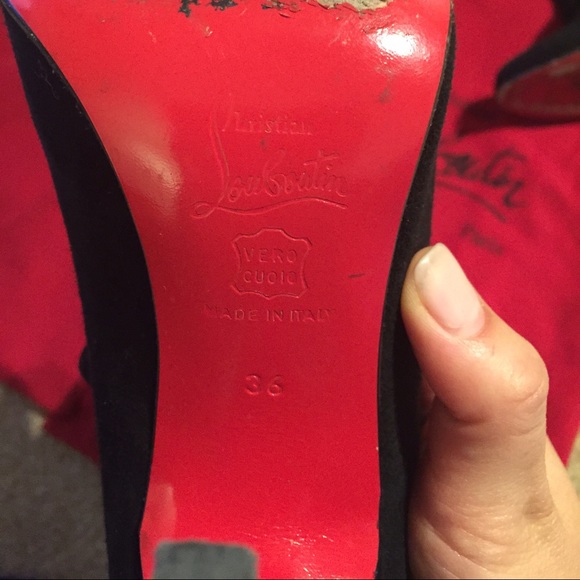 Christian
Louboutin
VERO
CUOIO
MADE IN ITALY
36